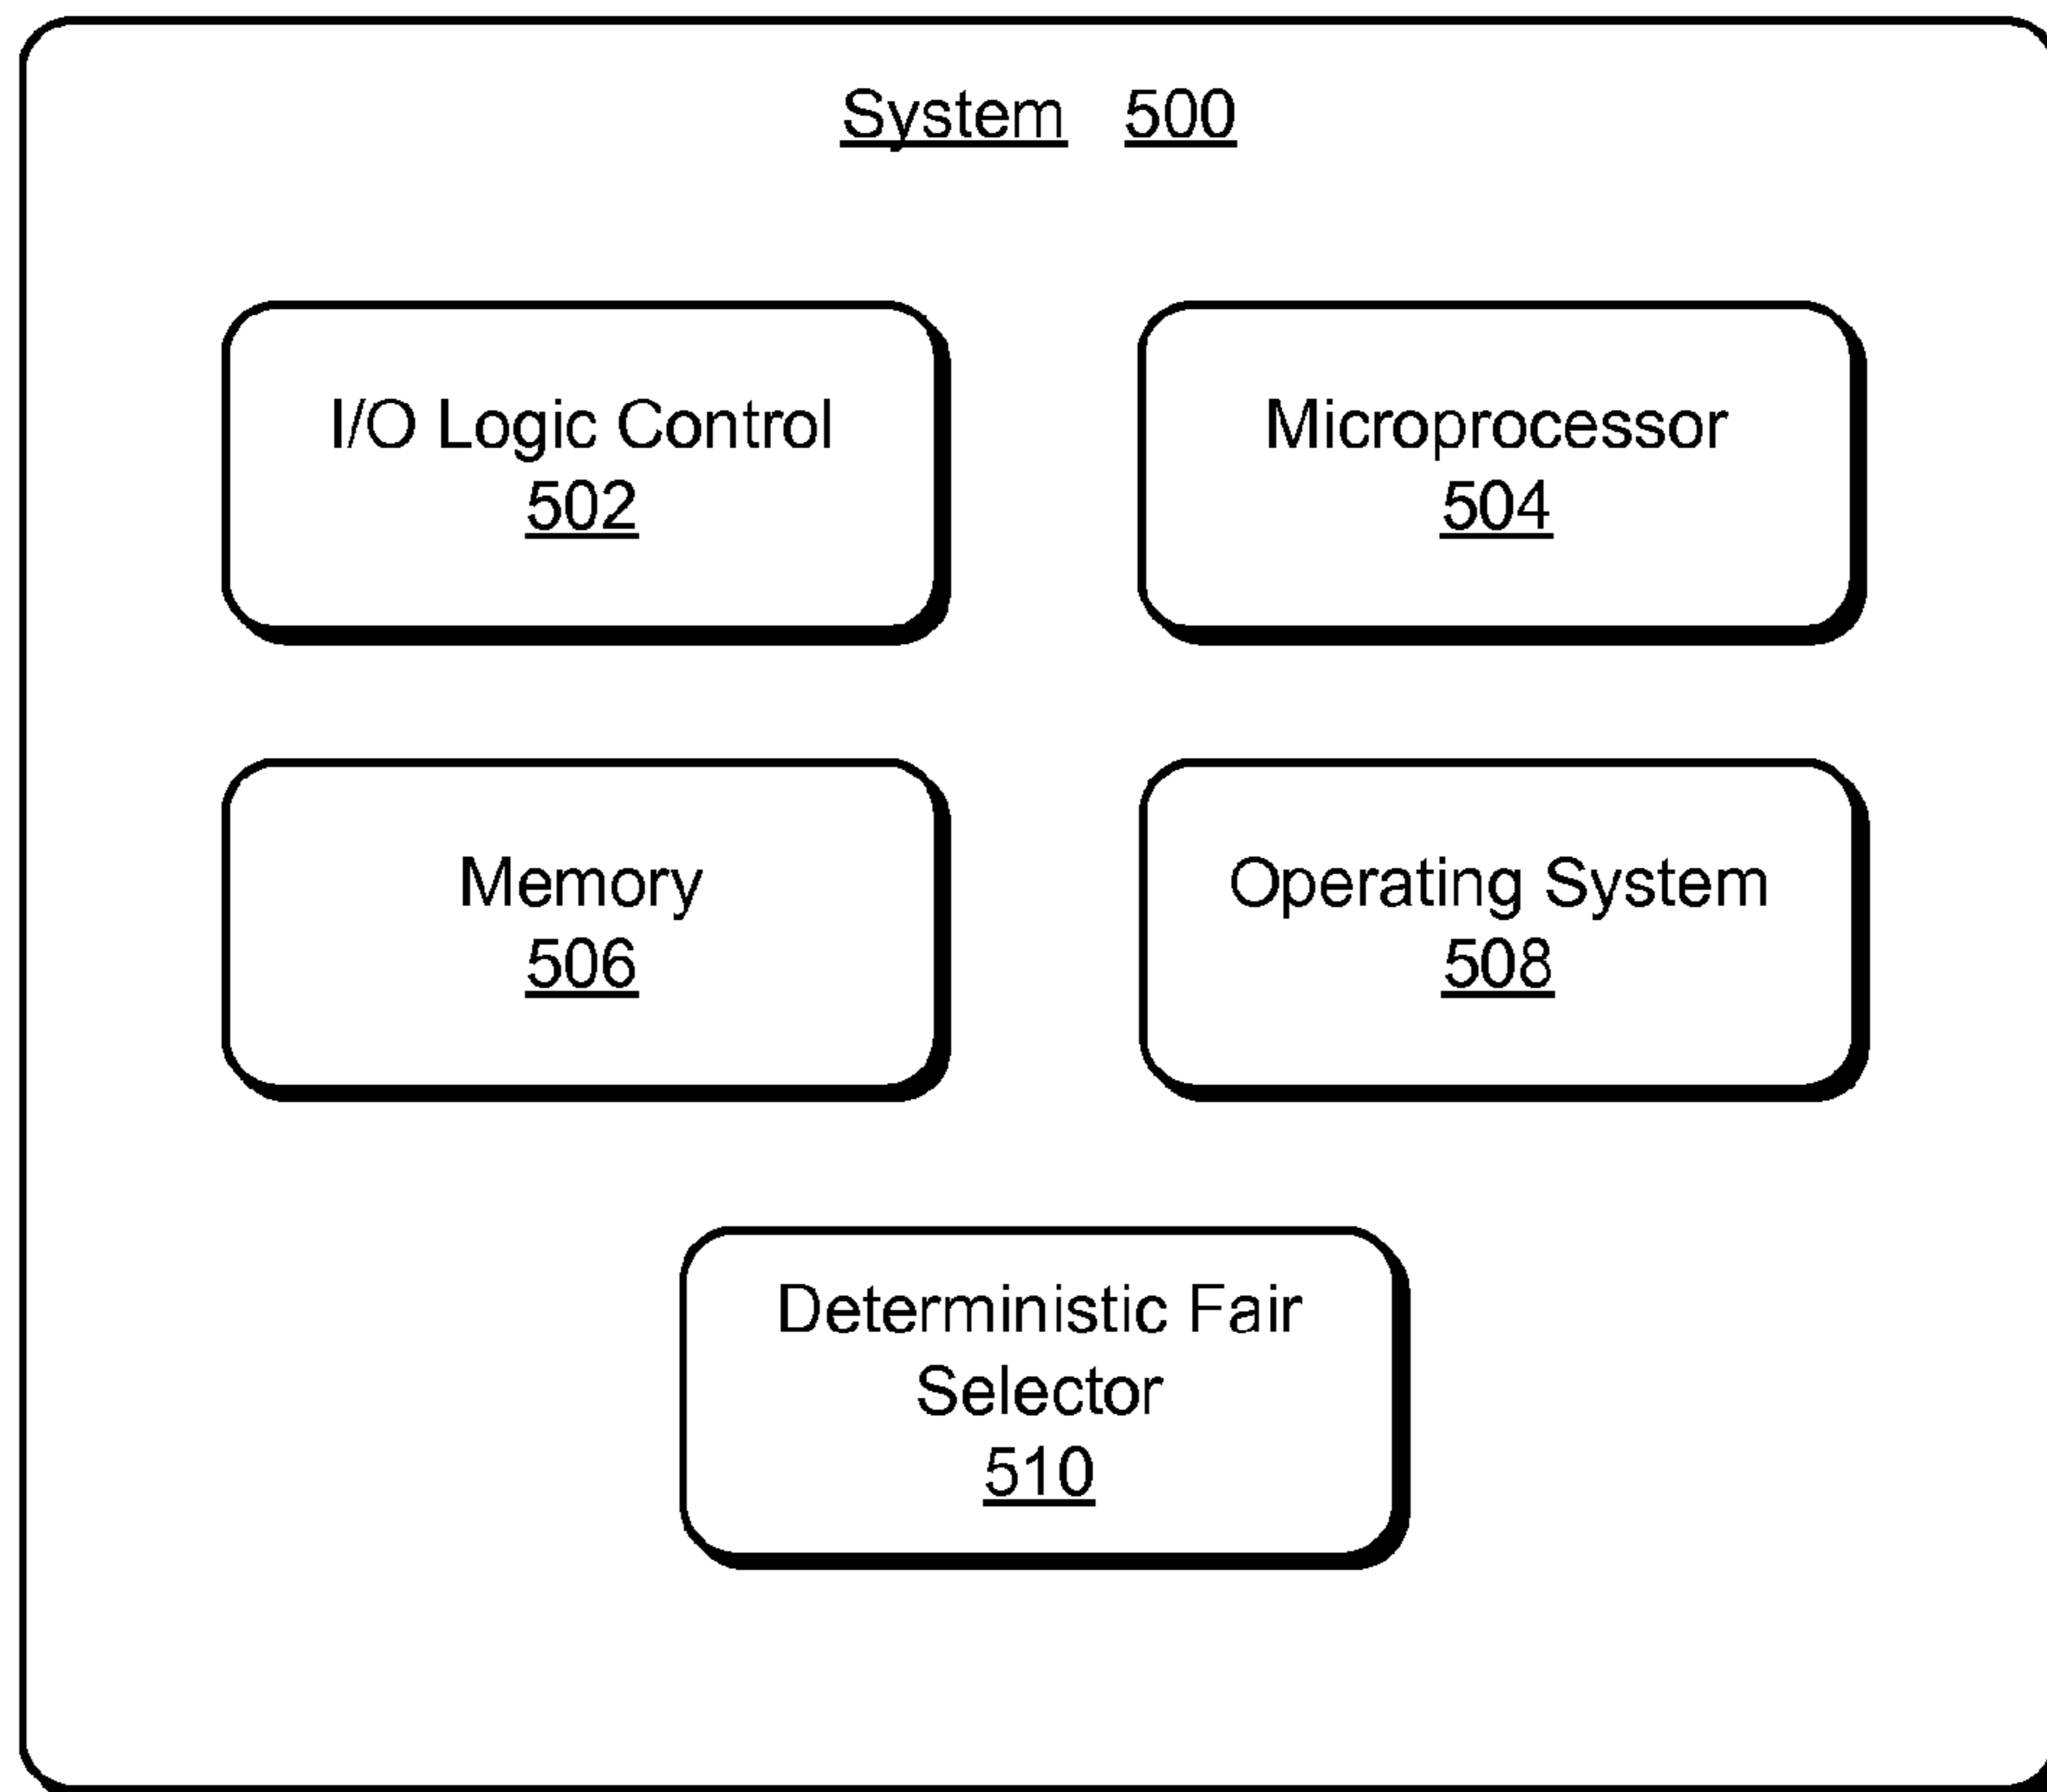 System 500
I/O Logic Control
502
Microprocessor
504
Memory
506
Operating System
508
Deterministic Fair
Selector
510